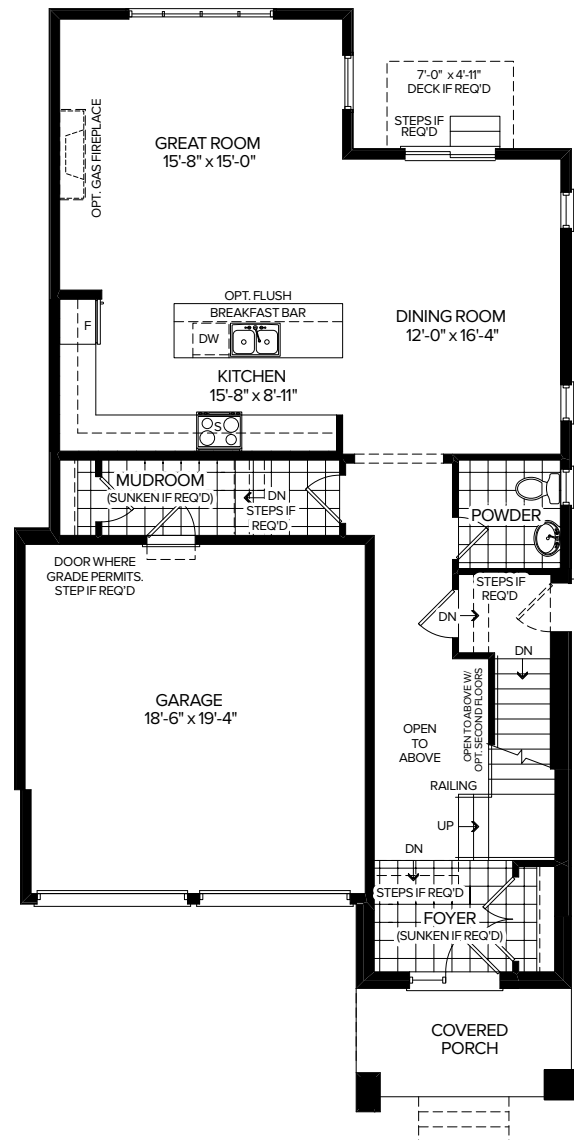 7'-0" x 4'-11"
DECK IF REQ'D
STEPS IF
REQ'D
OPT. GAS FIREPLACE
GREAT ROOM
15'-8" x 15'-0"
OPT. FLUSH
BREAKFAST BAR
F
DW
DINING ROOM
12'-0" x 16'-4"
KITCHEN
15'-8" x 8'-11"
S
MUDROOM
(SUNKEN IF REQ'D)
DN
STEPS IF
REQ'D
POWDER
DOOR WHERE
GRADE PERMITS.
STEP IF REQ'D
STEPS IF
REQ'D
DN
DN
GARAGE
18'-6" x 19'-4"
OPEN
TO
ABOVE
OPEN TO ABOVE W/
OPT. SECOND FLOORS
RAILING
UP
DN
STEPS IF REQ'D
FOYER
(SUNKEN IF REQ'D)
COVERED
PORCH